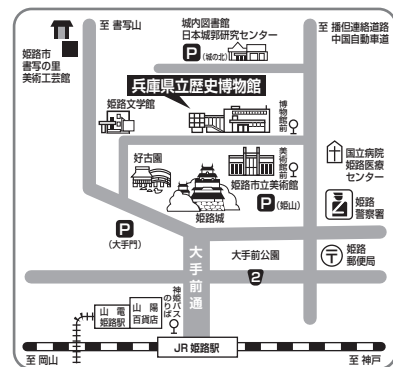 至 書写山
城内図書館
日本城郭研究センター
至 播但連絡道路
中国自動車道
姫路市
書写の里
美術工芸館
P
(城の北)
兵庫県立歴史博物館
姫路文学館
博物館前
好古園
姫路市立美術館
美術館前
国立病院
姫路医療
センター
姫路城
P
(姫山)
姫路
警察署
P
(大手門)
大手前通
大手前公園
姫路
郵便局
2
神姫バス
のりば
山電
姫路駅
山陽
百貨店
至 岡山
JR 姫路駅
至 神戸